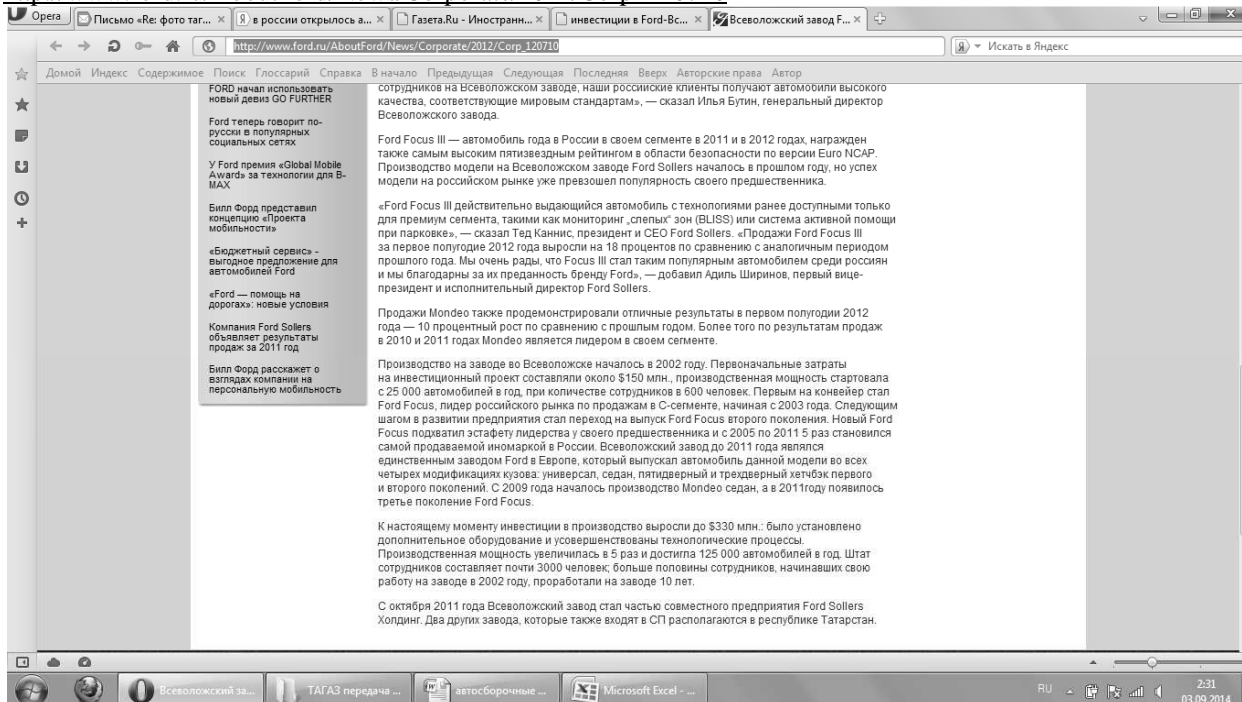 Opera
Письмо «Re: фото таг...
в россии открылось а...
Газета.Ru - Иностранн...
инвестиции в Ford-Вс...
Всеволожский завод F...
http://www.ford.ru/AboutFord/News/Corporate/2012/Corp_120710
Искать в Яндекс
Домой Индекс Содержимое Поиск Глоссарий Справка В начало Предыдущая Следующая Последняя Вверх Авторские права Автор
FORD начал использовать
новый девиз GO FURTHER
Ford теперь говорит по-
русски в популярных
социальных сетях
У Ford премия «Global Mobile
Award» за технологии для B-
MAX
Билл Форд представил
концепцию «Проекта
мобильности»
«Бюджетный сервис» -
выгодное предложение для
автомобилей Ford
«Ford — помощь на
дорогах»: новые условия
Компания Ford Sollers
объявляет результаты
продаж за 2011 год
Билл Форд расскажет о
взглядах компании на
персональную мобильность
сотрудников на Всеволожском заводе, наши российские клиенты получают автомобили высокого
качества, соответствующие мировым стандартам», — сказал Илья Бутин, генеральный директор
Всеволожского завода.
Ford Focus III — автомобиль года в России в своем сегменте в 2011 и в 2012 годах, награжден
также самым высоким пятизвездным рейтингом в области безопасности по версии Euro NCAP.
Производство модели на Всеволожском заводе Ford Sollers началось в прошлом году, но успех
модели на российском рынке уже превзошел популярность своего предшественника.
«Ford Focus III действительно выдающийся автомобиль с технологиями ранее доступными только
для премиум сегмента, такими как мониторинг „слепых“ зон (BLISS) или система активной помощи
при парковке», — сказал Тед Каннис, президент и CEO Ford Sollers. «Продажи Ford Focus III
за первое полугодие 2012 года выросли на 18 процентов по сравнению с аналогичным периодом
прошлого года. Мы очень рады, что Focus III стал таким популярным автомобилем среди россиян
и мы благодарны за их преданность бренду Ford», — добавил Адиль Ширинов, первый вице-
президент и исполнительный директор Ford Sollers.
Продажи Mondeo также продемонстрировали отличные результаты в первом полугодии 2012
года — 10 процентный рост по сравнению с прошлым годом. Более того по результатам продаж
в 2010 и 2011 годах Mondeo является лидером в своем сегменте.
Производство на заводе во Всеволожске началось в 2002 году. Первоначальные затраты
на инвестиционный проект составляли около $150 млн., производственная мощность стартовала
с 25 000 автомобилей в год, при количестве сотрудников в 600 человек. Первым на конвейер стал
Ford Focus, лидер российского рынка по продажам в С-сегменте, начиная с 2003 года. Следующим
шагом в развитии предприятия стал переход на выпуск Ford Focus второго поколения. Новый Ford
Focus подхватил эстафету лидерства у своего предшественника и с 2005 по 2011 5 раз становился
самой продаваемой иномаркой в России. Всеволожский завод до 2011 года являлся
единственным заводом Ford в Европе, который выпускал автомобиль данной модели во всех
четырех модификациях кузова: универсал, седан, пятидверный и трехдверный хетчбэк первого
и второго поколений. С 2009 года началось производство Mondeo седан, а в 2011году появилось
третье поколение Ford Focus.
К настоящему моменту инвестиции в производство выросли до $330 млн.: было установлено
дополнительное оборудование и усовершенствованы технологические процессы.
Производственная мощность увеличилась в 5 раз и достигла 125 000 автомобилей в год. Штат
сотрудников составляет почти 3000 человек; больше половины сотрудников, начинавших свою
работу на заводе в 2002 году, проработали на заводе 10 лет.
С октября 2011 года Всеволожский завод стал частью совместного предприятия Ford Sollers
Холдинг. Два других завода, которые также входят в СП располагаются в республике Татарстан.
Всеволожский за...
ТАГАЗ передача ...
автосборочные ...
Microsoft Excel - ...
RU
2:31
03.09.2014